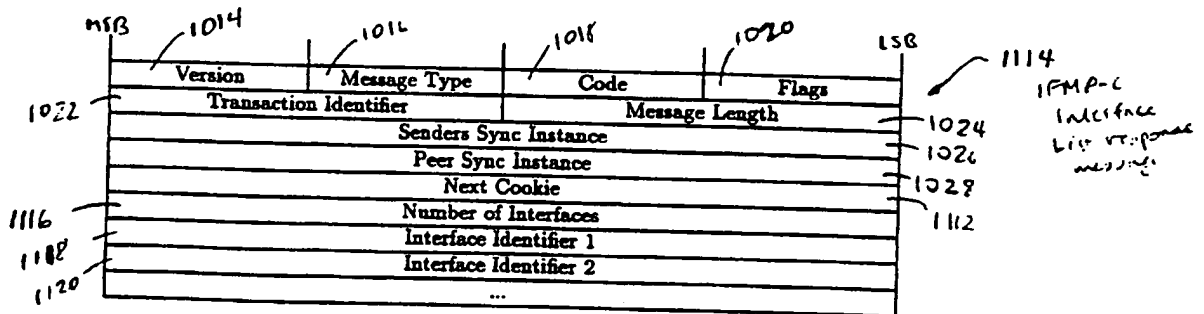 MSB 1014 1016 1018 1020 LSB
Version Message Type Code Flags 1114
1022 Transaction Identifier Message Length 1024
IFMP-C
Interface
List response
message
Senders Sync Instance 1026
Peer Sync Instance 1028
Next Cookie 1112
1116 Number of Interfaces
1118 Interface Identifier 1
1120 Interface Identifier 2
...